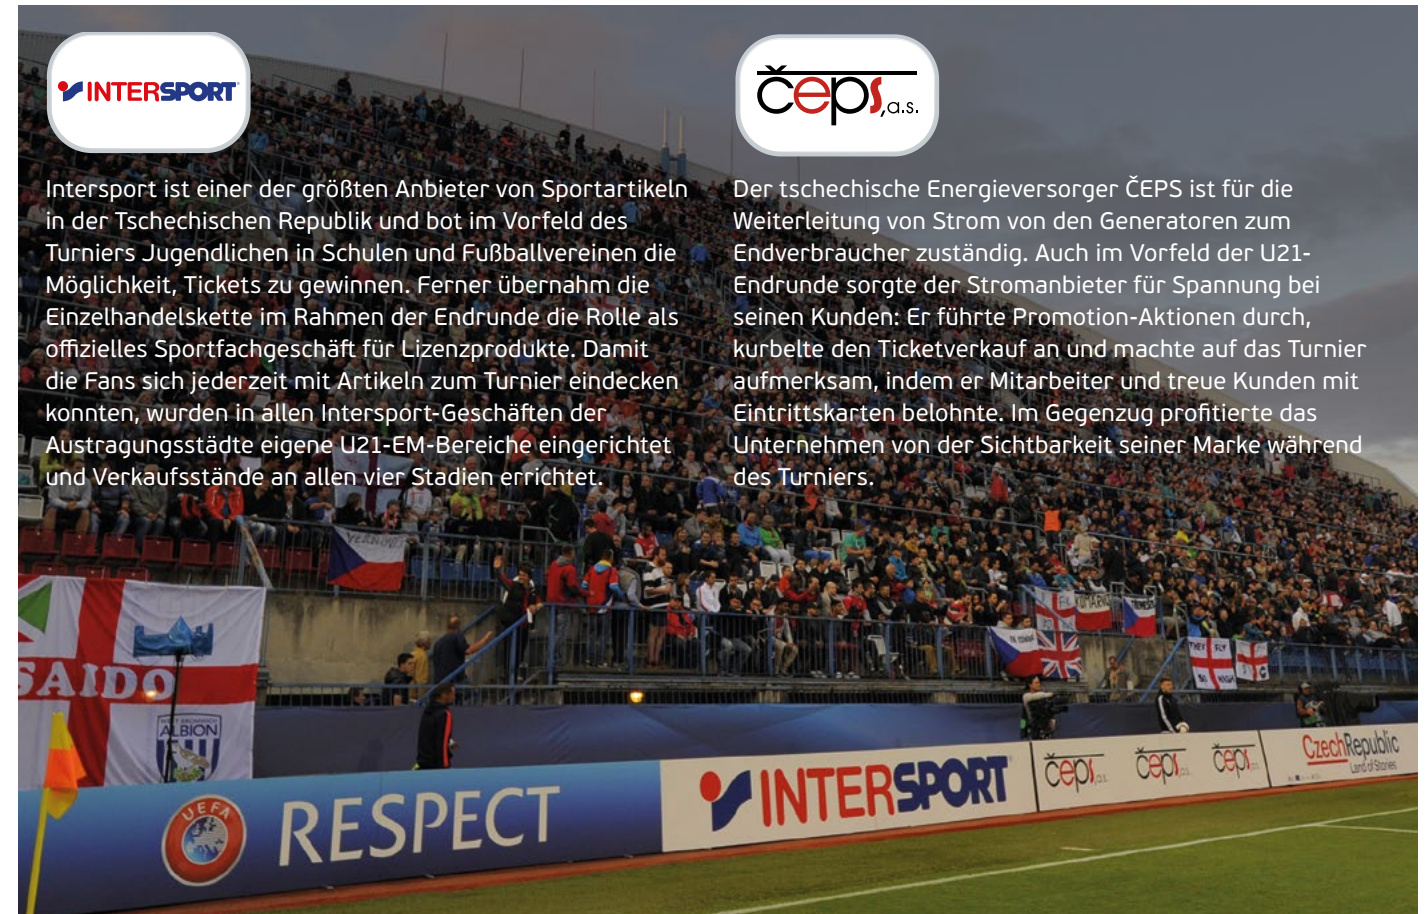 INTERSPORT
Intersport ist einer der größten Anbieter von Sportartikeln
in der Tschechischen Republik und bot im Vorfeld des
Turniers Jugendlichen in Schulen und Fußballvereinen die
Möglichkeit, Tickets zu gewinnen. Ferner übernahm die
Einzelhandelskette im Rahmen der Endrunde die Rolle als
offizielles Sportfachgeschäft für Lizenzprodukte. Damit
die Fans sich jederzeit mit Artikeln zum Turnier eindecken
konnten, wurden in allen Intersport-Geschäften der
Austragungsstädte eigene U21-EM-Bereiche eingerichtet
und Verkaufsstände an allen vier Stadien errichtet.
čeps, a.s.
Der tschechische Energieversorger ČEPS ist für die
Weiterleitung von Strom von den Generatoren zum
Endverbraucher zuständig. Auch im Vorfeld der U21-
Endrunde sorgte der Stromanbieter für Spannung bei
seinen Kunden: Er führte Promotion-Aktionen durch,
kurbelte den Ticketverkauf an und machte auf das Turnier
aufmerksam, indem er Mitarbeiter und treue Kunden mit
Eintrittskarten belohnte. Im Gegenzug profitierte das
Unternehmen von der Sichtbarkeit seiner Marke während
des Turniers.
THEY FLY
SAIDO
ALBION
UEFA
RESPECT
INTERSPORT
čeps, a.s.
čeps, a.s.
čeps, a.s.
CzechRepublic
Land of Stories